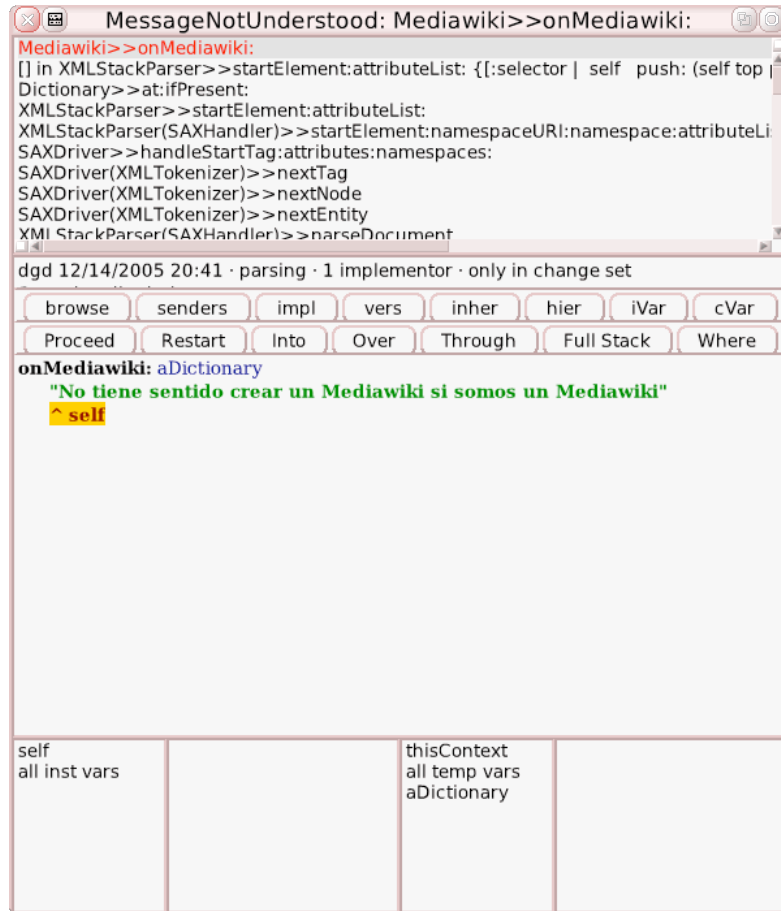 MessageNotUnderstood: Mediawiki>>onMediawiki:
Mediawiki>>onMediawiki:
[] in XMLStackParser>>startElement:attributeList: {[:selector | self push: (self top
Dictionary>>at:ifPresent:
XMLStackParser>>startElement:attributeList:
XMLStackParser(SAXHandler)>>startElement:namespaceURI:namespace:attributeLi
SAXDriver>>handleStartTag:attributes:namespaces:
SAXDriver(XMLTokenizer)>>nextTag
SAXDriver(XMLTokenizer)>>nextNode
SAXDriver(XMLTokenizer)>>nextEntity
XMLStackParser(SAXHandler)>>parseDocument
dgd 12/14/2005 20:41 · parsing · 1 implementor · only in change set
browse senders impl vers inher hier iVar cVar
Proceed Restart Into Over Through Full Stack Where
onMediawiki: aDictionary
"No tiene sentido crear un Mediawiki si somos un Mediawiki"
^ self
self
all inst vars
thisContext
all temp vars
aDictionary